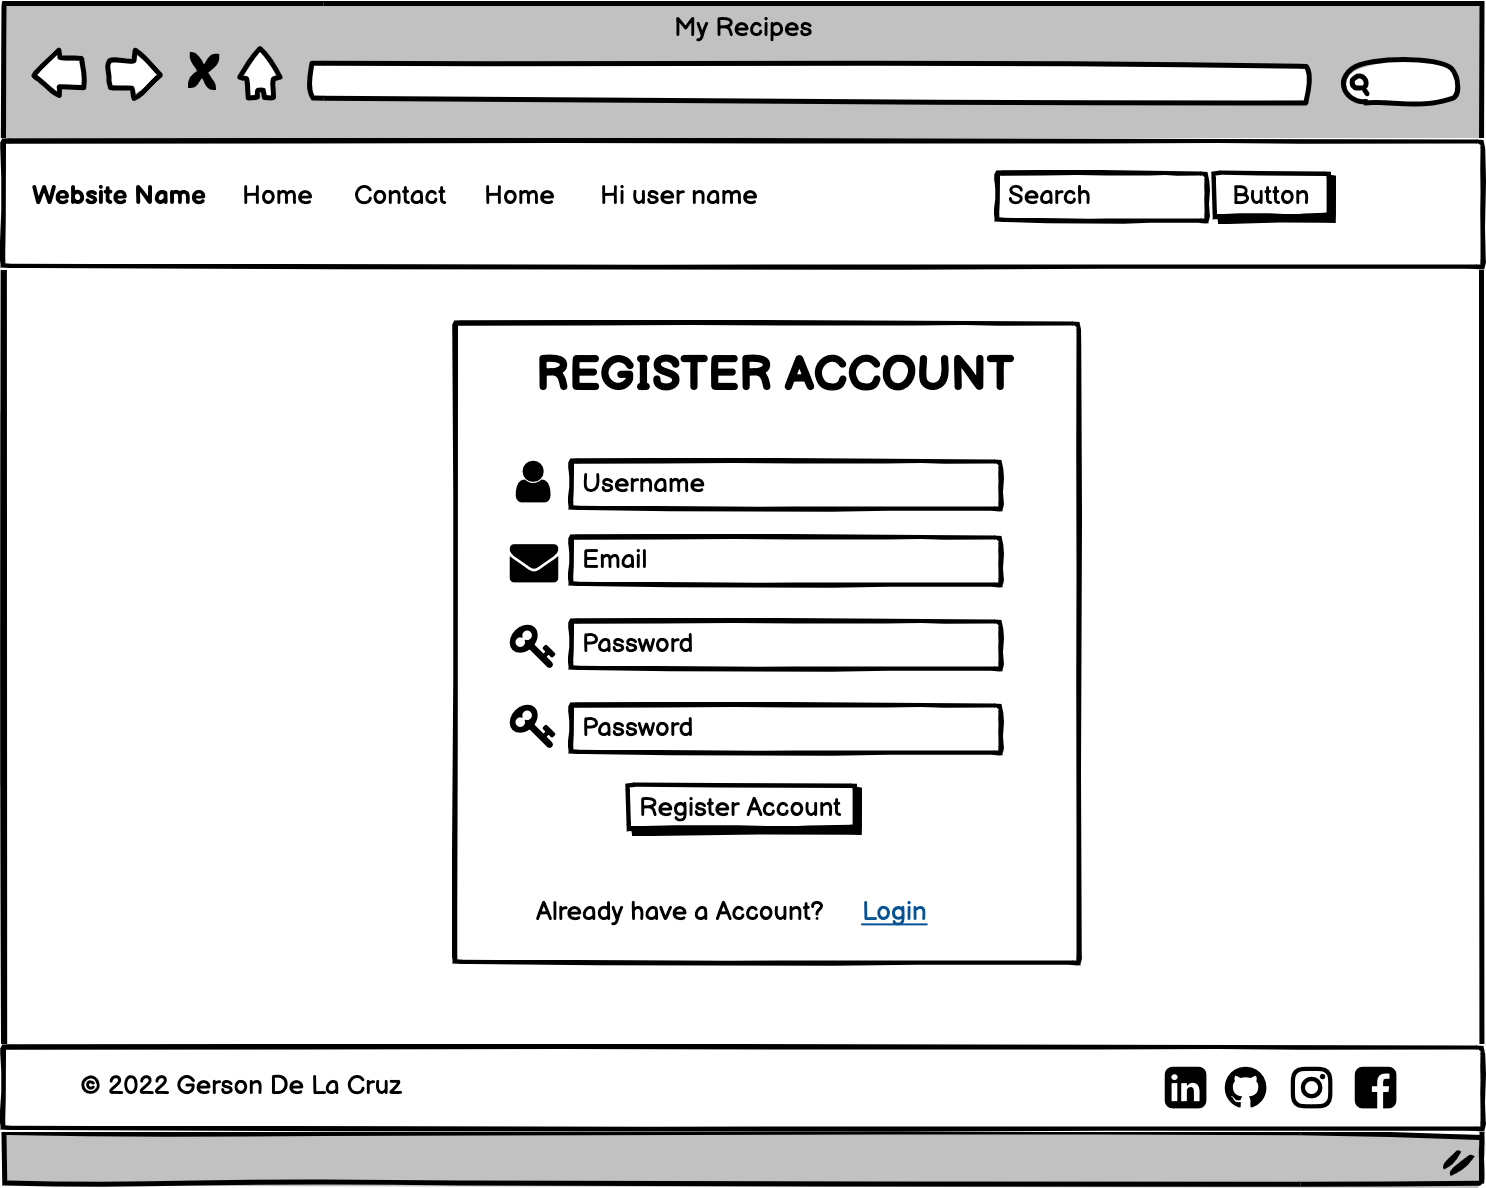 My Recipes
Website Name Home Contact Home Hi user name Search Button
REGISTER ACCOUNT
Username
Email
Password
Password
Register Account
Already have a Account? Login
© 2022 Gerson De La Cruz